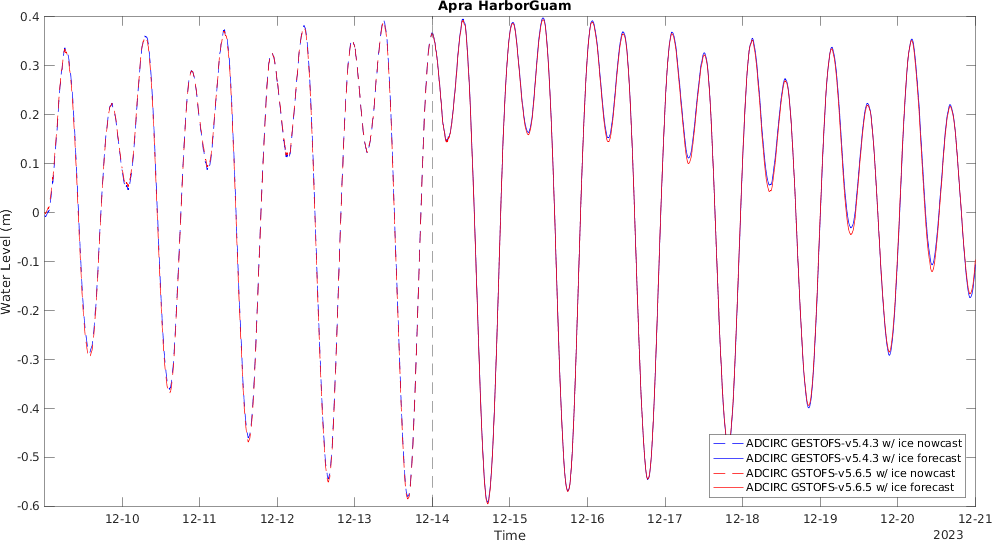 Apra HarborGuam
0.4
0.3
0.2
0.1
0
-0.1
-0.2
-0.3
-0.4
-0.5
-0.6
Water Level (m)
ADCIRC GESTOFS-v5.4.3 w/ ice nowcast
ADCIRC GESTOFS-v5.4.3 w/ ice forecast
ADCIRC GSTOFS-v5.6.5 w/ ice nowcast
ADCIRC GSTOFS-v5.6.5 w/ ice forecast
12-10 12-11 12-12 12-13 12-14 12-15 12-16 12-17 12-18 12-19 12-20 12-21
Time
2023